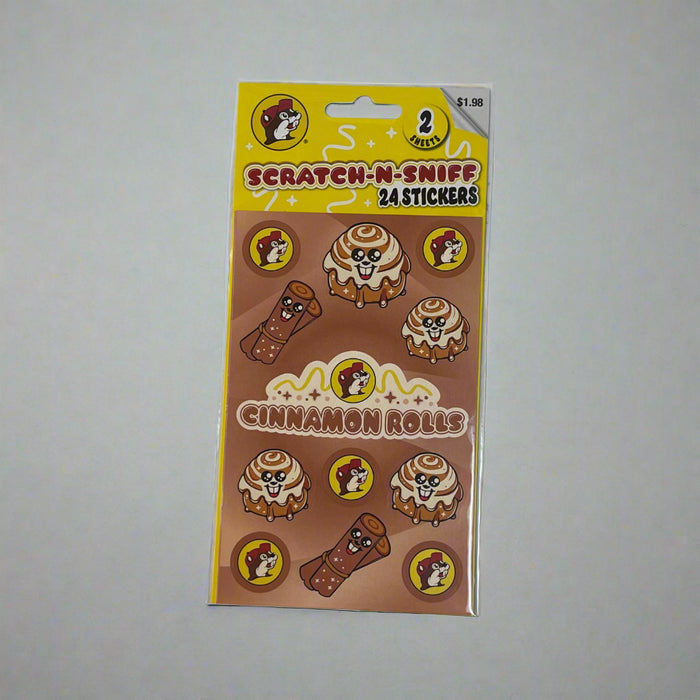 $1.98
2
SHEETS
SCRATCH-N-SNIFF
24 STICKERS
CINNAMON ROLLS